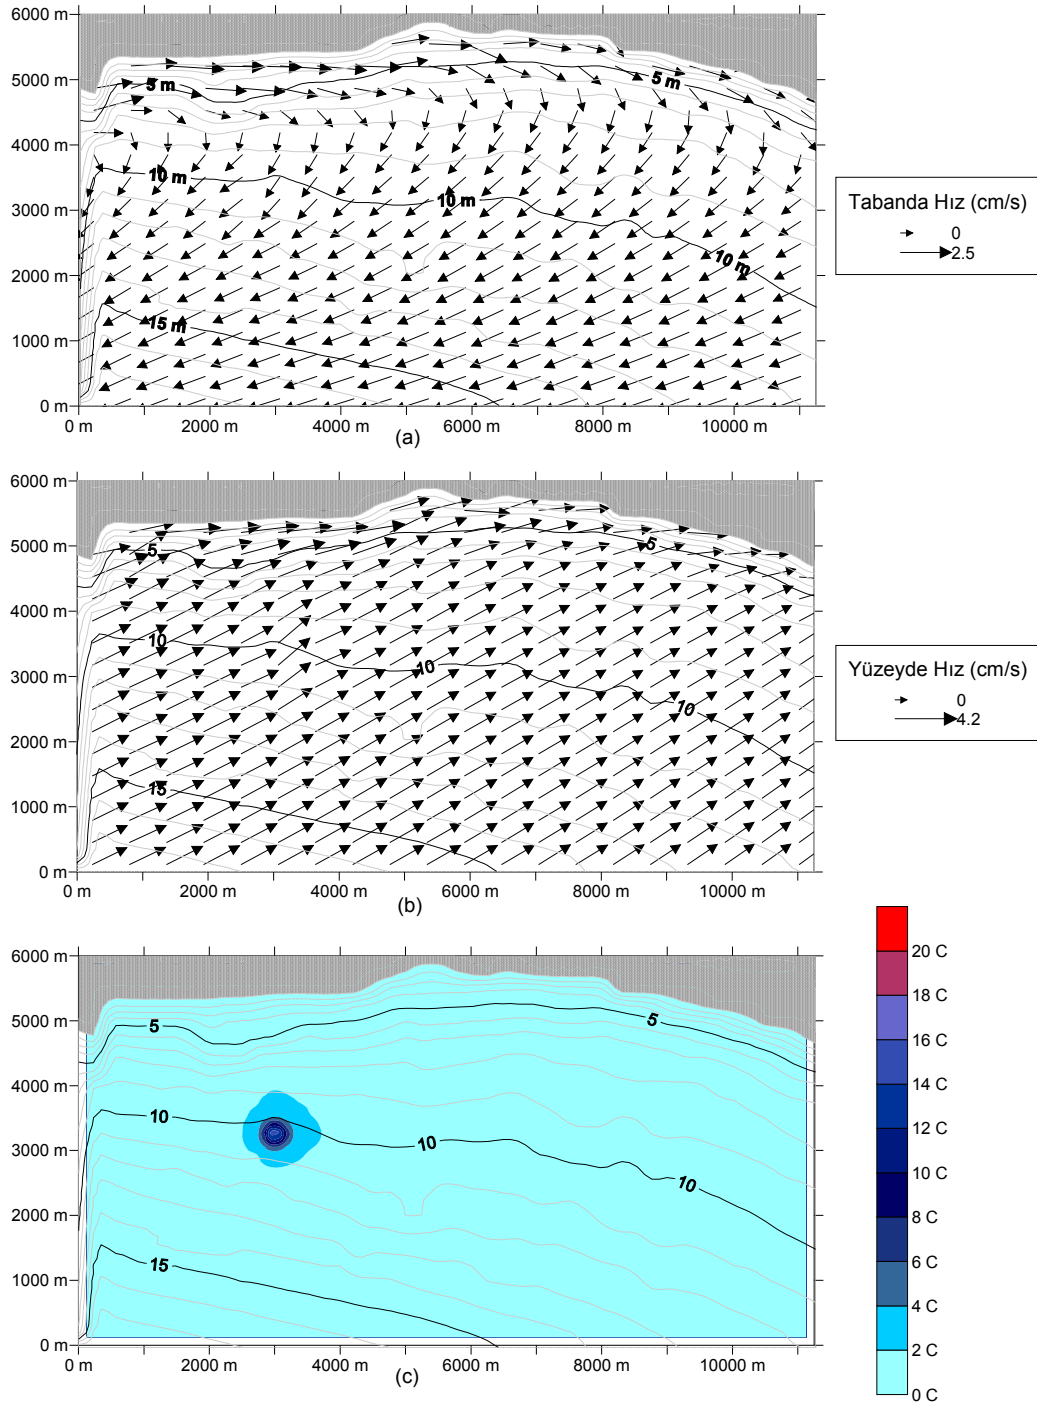 6000 m
5000 m
4000 m
3000 m
2000 m
1000 m
0 m
5 m
5 m
10 m
10 m
10 m
15 m
0 m
2000 m
4000 m
6000 m
8000 m
10000 m
(a)
Tabanda Hız (cm/s)
0
2.5
6000 m
5000 m
4000 m
3000 m
2000 m
1000 m
0 m
5
5
10
10
10
15
0 m
2000 m
4000 m
6000 m
8000 m
10000 m
(b)
Yüzeyde Hız (cm/s)
0
4.2
6000 m
5000 m
4000 m
3000 m
2000 m
1000 m
0 m
5
5
10
10
10
15
0 m
2000 m
4000 m
6000 m
8000 m
10000 m
(c)
20 C
18 C
16 C
14 C
12 C
10 C
8 C
6 C
4 C
2 C
0 C